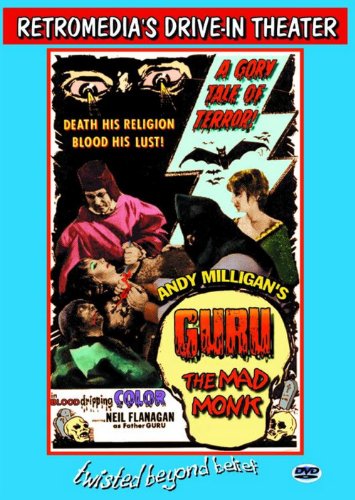 RETROMEDIA'S DRIVE-IN THEATER
A GORY
TALE OF
TERROR!
DEATH HIS RELIGION
BLOOD HIS LUST!
ANDY MILLIGAN'S
GURU
THE MAD
MONK
in
BLOOD dripping COLOR
starring
NEIL FLANAGAN
as Father GURU
twisted beyond belief
DVD